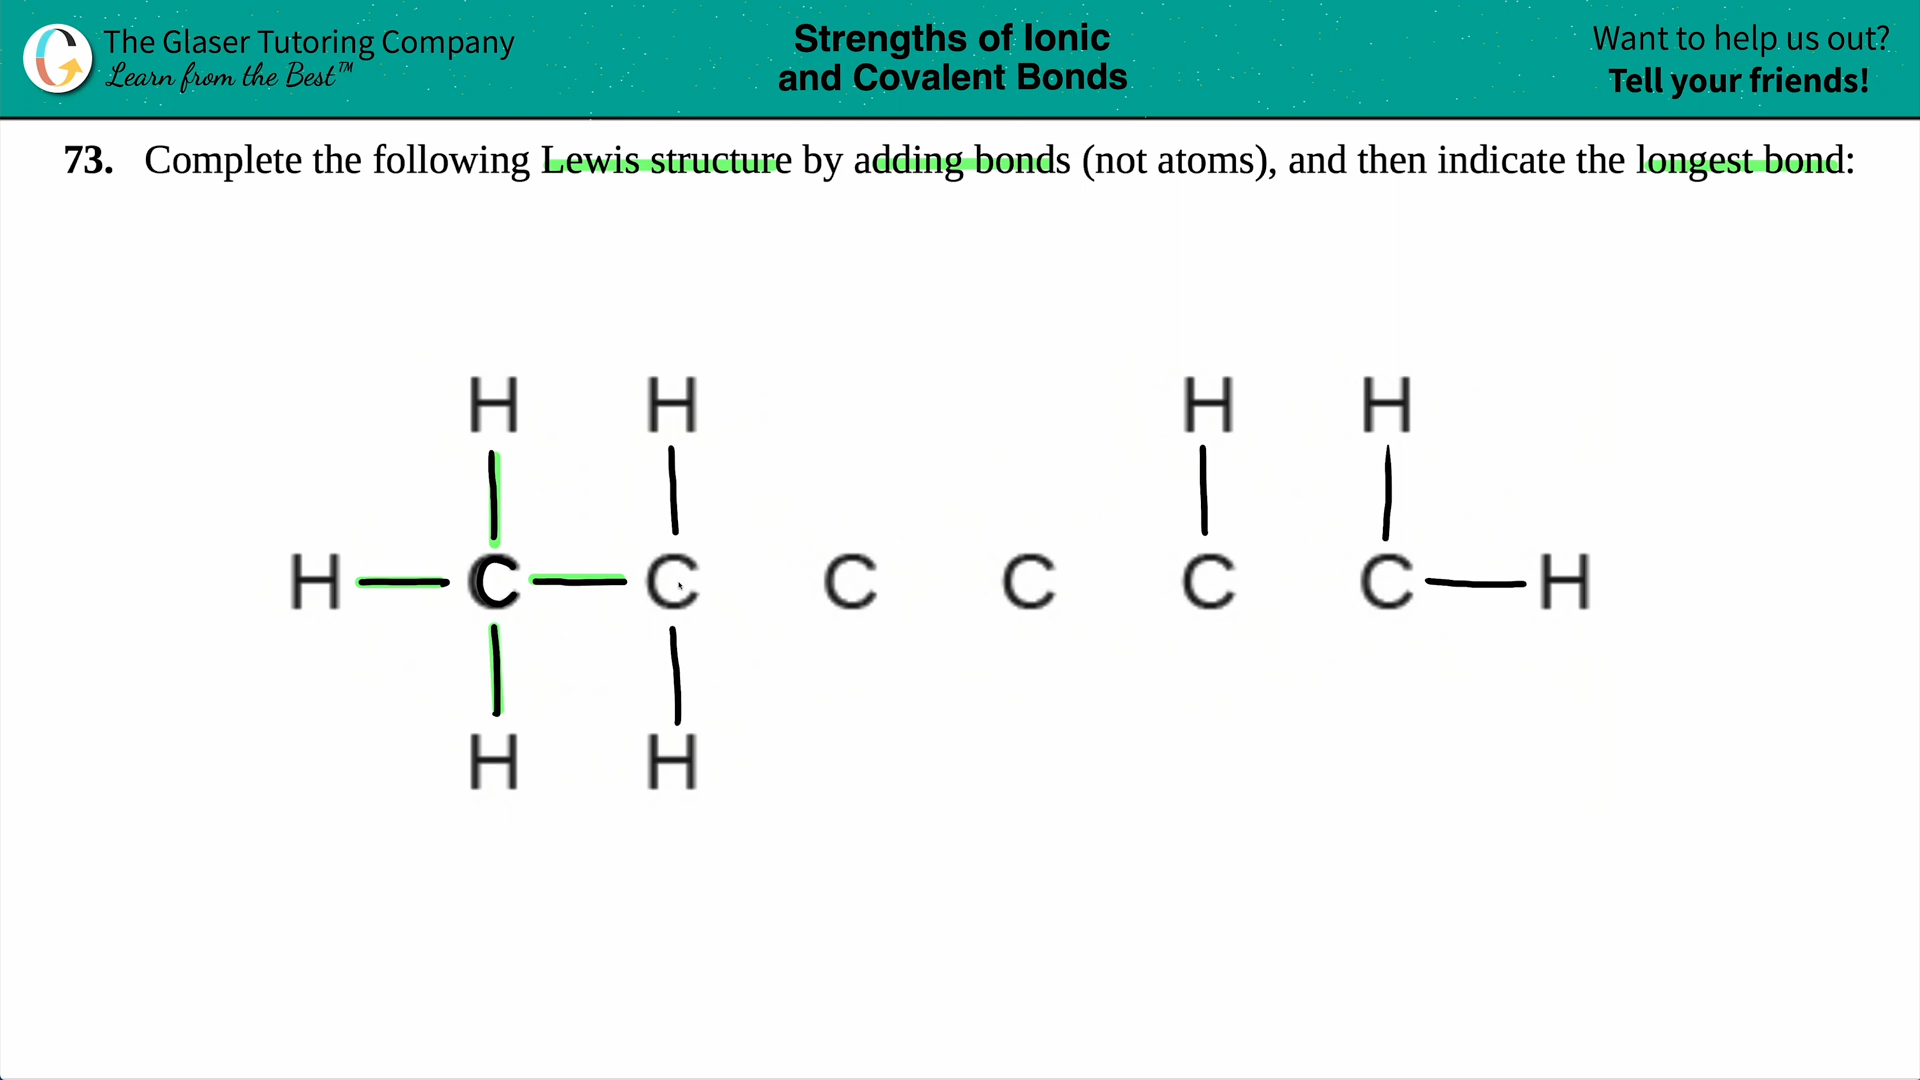 The Glaser Tutoring Company
Learn from the Best™
Strengths of Ionic
and Covalent Bonds
Want to help us out?
Tell your friends!
73. Complete the following Lewis structure by adding bonds (not atoms), and then indicate the longest bond:
H H H H
H C C C C C C H
H H